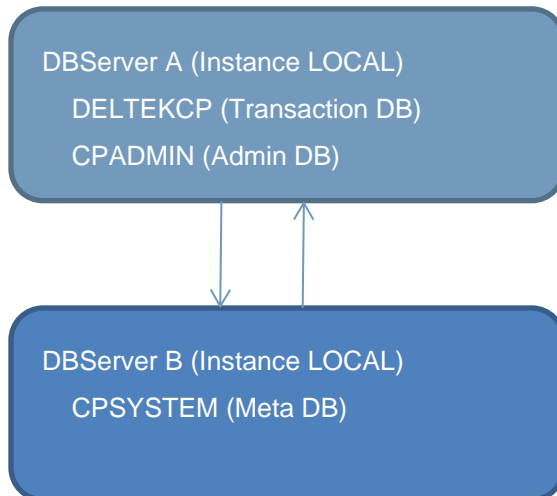 DBServer A (Instance LOCAL)
DELTEKCP (Transaction DB)
CPADMIN (Admin DB)
DBServer B (Instance LOCAL)
CPSYSTEM (Meta DB)